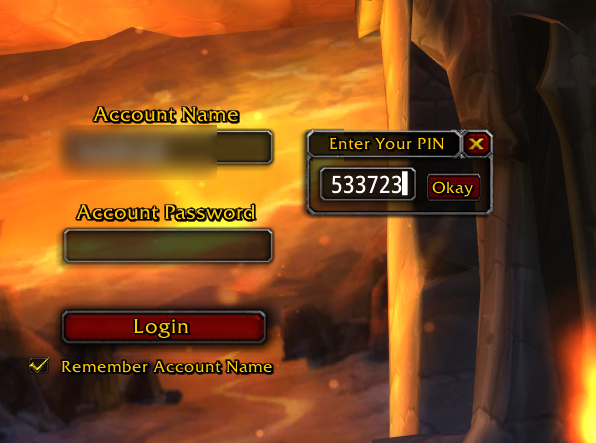 Account Name
Enter Your PIN
533723
Okay
Account Password
Login
Remember Account Name